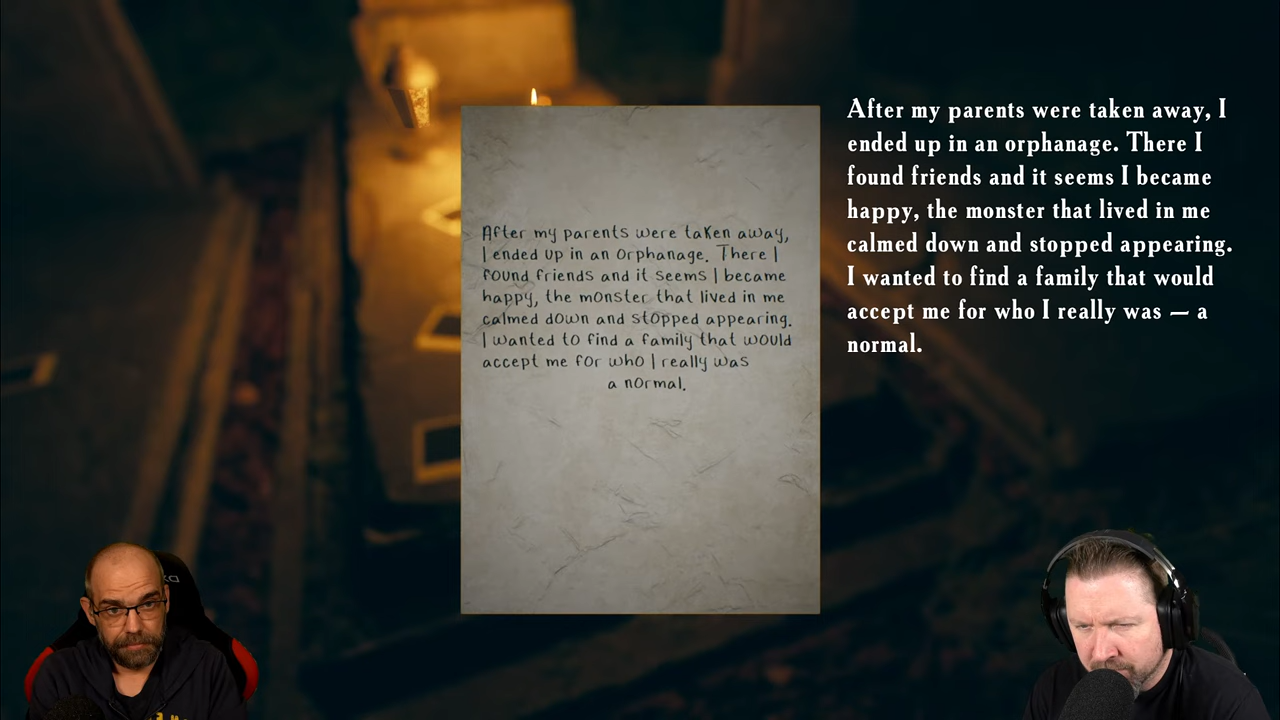 After my parents were taken away,
I ended up in an orphanage. There I
found friends and it seems I became
happy, the monster that lived in me
calmed down and stopped appearing.
I wanted to find a family that would
accept me for who I really was
a normal.
After my parents were taken away, I
ended up in an orphanage. There I
found friends and it seems I became
happy, the monster that lived in me
calmed down and stopped appearing.
I wanted to find a family that would
accept me for who I really was — a
normal.